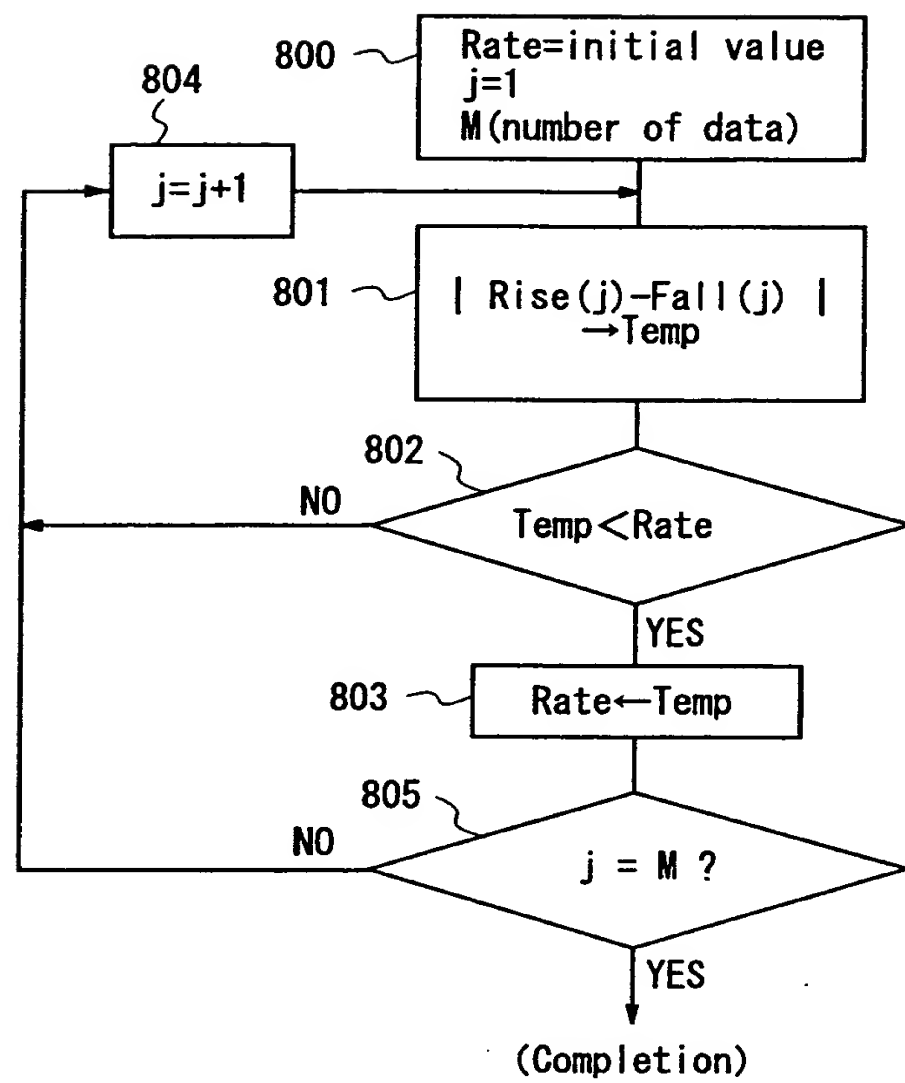 800
Rate=initial value
j=1
M(number of data)
804
j=j+1
801
| Rise(j)-Fall(j) |
→Temp
802
NO
Temp<Rate
YES
803
Rate←Temp
805
NO
j = M ?
YES
(Completion)